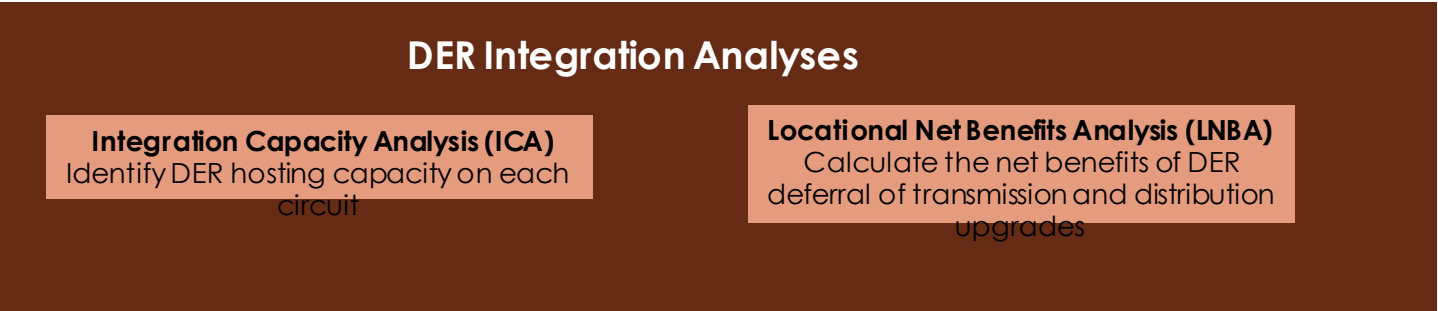 DER Integration Analyses
Integration Capacity Analysis (ICA)
Identify DER hosting capacity on each
circuit
Locational Net Benefits Analysis (LNBA)
Calculate the net benefits of DER
deferral of transmission and distribution
upgrades